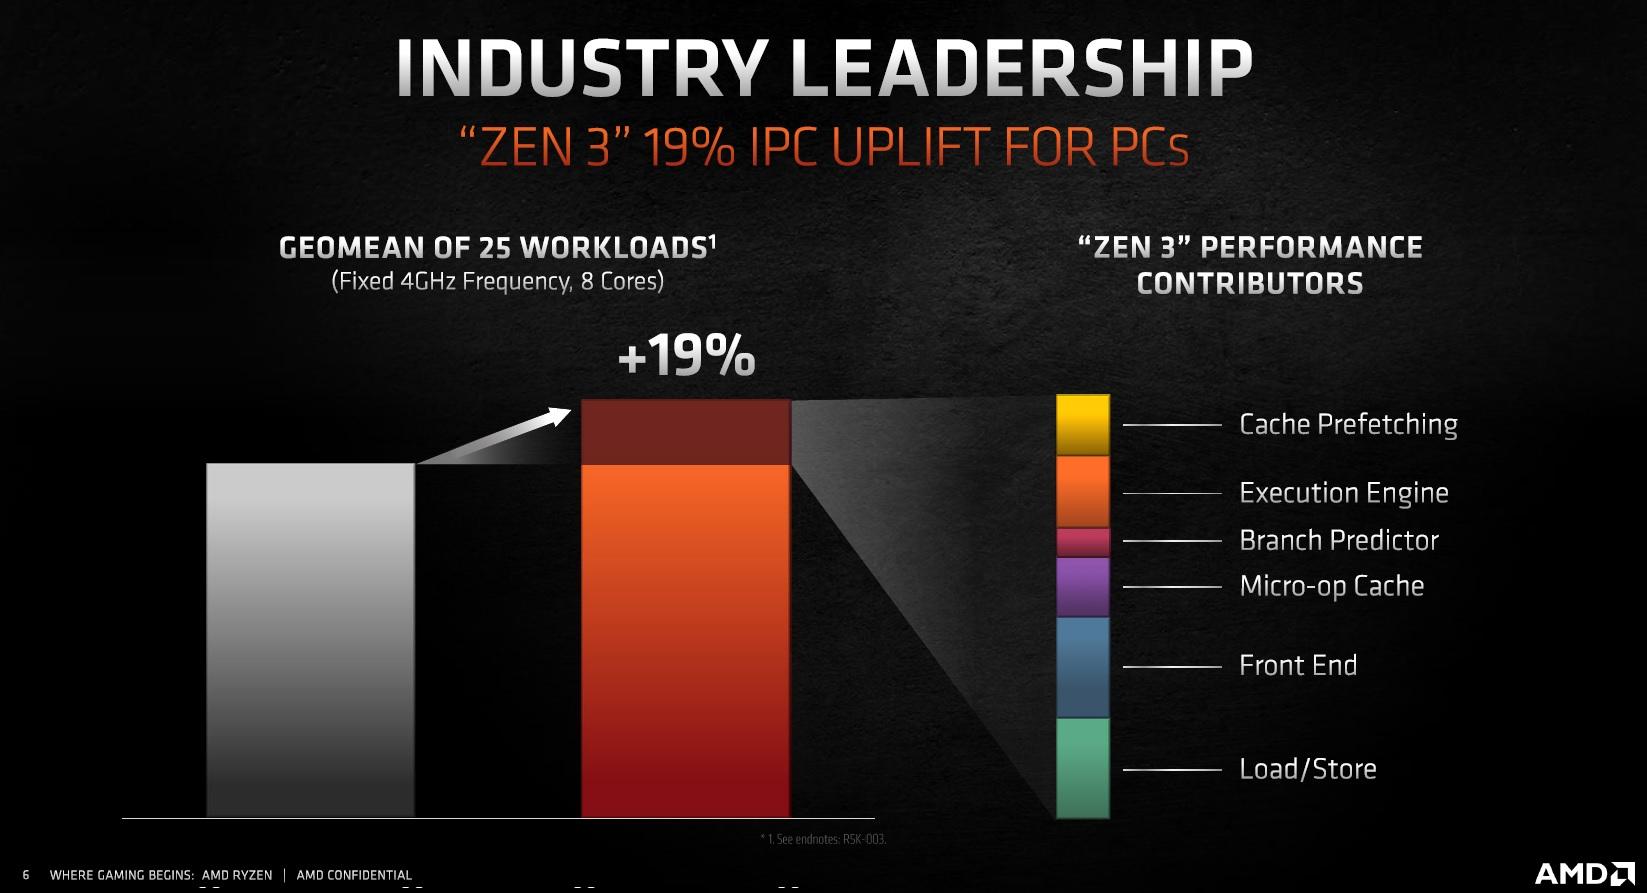 INDUSTRY LEADERSHIP
“ZEN 3” 19% IPC UPLIFT FOR PCs
GEOMEAN OF 25 WORKLOADS¹
(Fixed 4GHz Frequency, 8 Cores)
+19%
“ZEN 3” PERFORMANCE
CONTRIBUTORS
Cache Prefetching
Execution Engine
Branch Predictor
Micro-op Cache
Front End
Load/Store
* 1. See endnotes: R5K-003.
6 WHERE GAMING BEGINS: AMD RYZEN | AMD CONFIDENTIAL
AMD